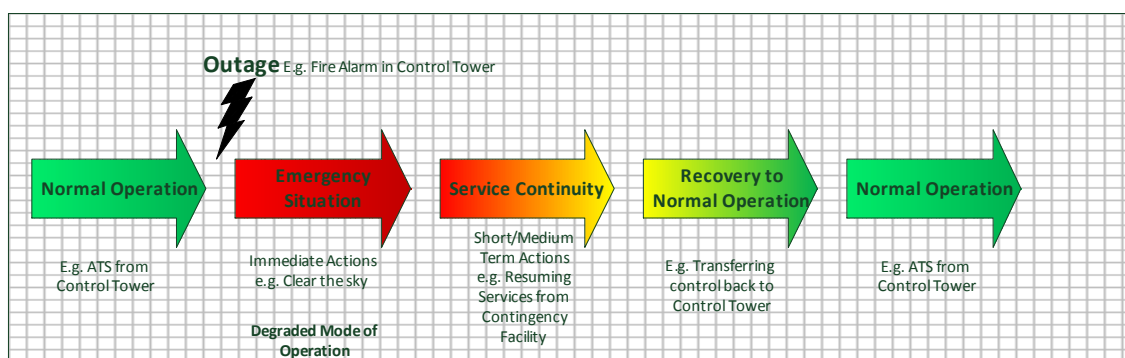 Outage E.g. Fire Alarm in Control Tower
Normal Operation
Emergency
Situation
Service Continuity
Recovery to
Normal Operation
Normal Operation
E.g. ATS from
Control Tower
Immediate Actions
e.g. Clear the sky
Degraded Mode of
Operation
Short/Medium
Term Actions
e.g. Resuming
Services from
Contingency
Facility
E.g. Transferring
control back to
Control Tower
E.g. ATS from
Control Tower